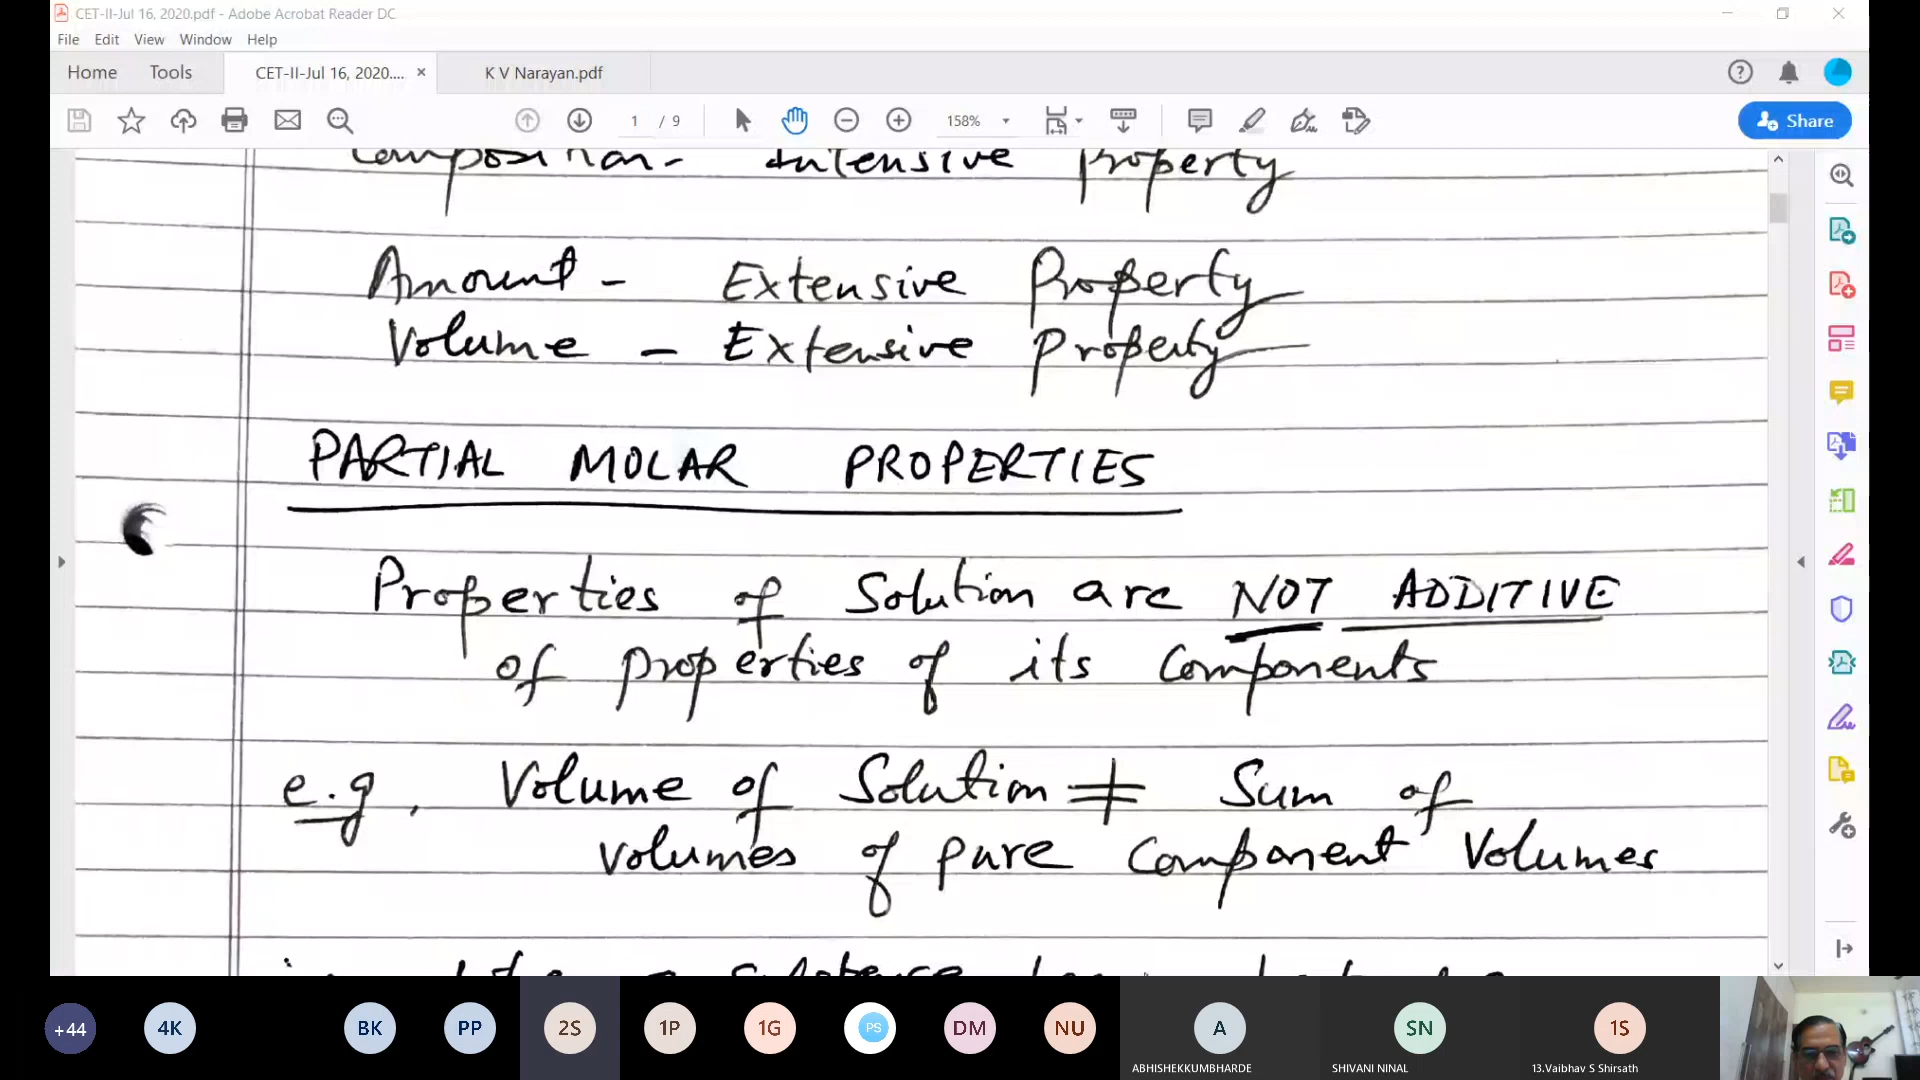 CET-II-Jul 16, 2020.pdf - Adobe Acrobat Reader DC
File Edit View Window Help
Home Tools CET-II-Jul 16, 2020.... × K V Narayan.pdf
1 / 9 158% Share
Composition - Intensive Property
Amount - Extensive Property
Volume - Extensive Property
PARTIAL MOLAR PROPERTIES
Properties of Solution are NOT ADDITIVE
of properties of its Components
e.g, Volume of Solution ≠ Sum of
volumes of pure Component Volumes
+44 4K BK PP 2S 1P 1G PS DM NU A SN 1S
ABHISHEKKUMBHARDE SHIVANI NINAL 13.Vaibhav S Shirsath